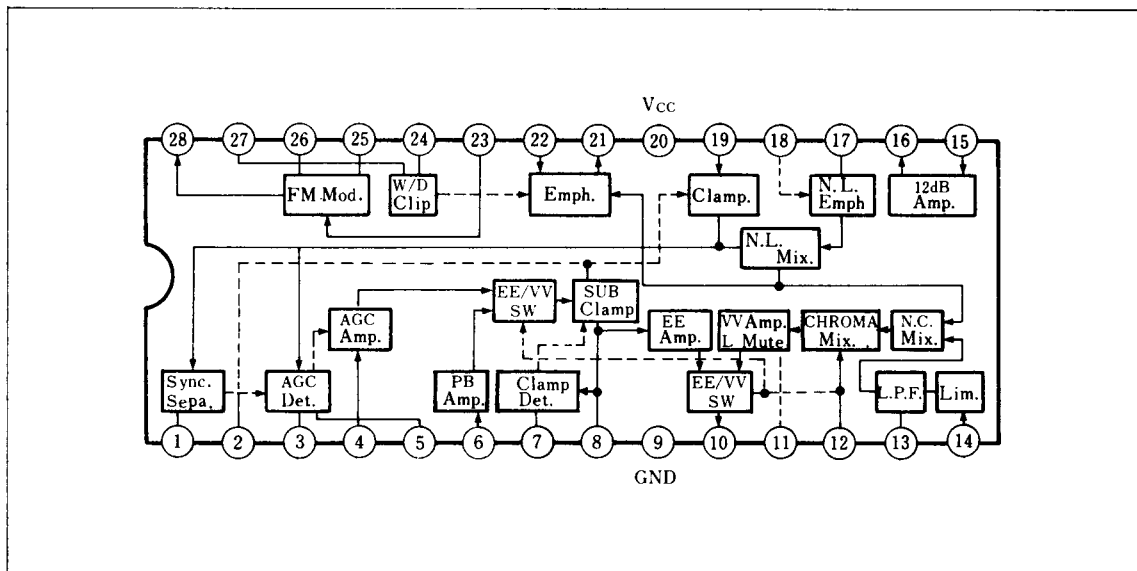 VCC
28 27 26 25 24 23 22 21 20 19 18 17 16 15
FM Mod.
W/D
Clip
Emph.
Clamp.
N.L.
Emph
12dB
Amp.
N.L.
Mix.
EE/VV
SW
SUB
Clamp
AGC
Amp.
EE
Amp.
VV Amp.
L Mute
CHROMA
Mix.
N.C.
Mix.
Sync.
Sepa.
AGC
Det.
PB
Amp.
Clamp
Det.
EE/VV
SW
L.P.F.
Lim.
1 2 3 4 5 6 7 8 9 10 11 12 13 14
GND